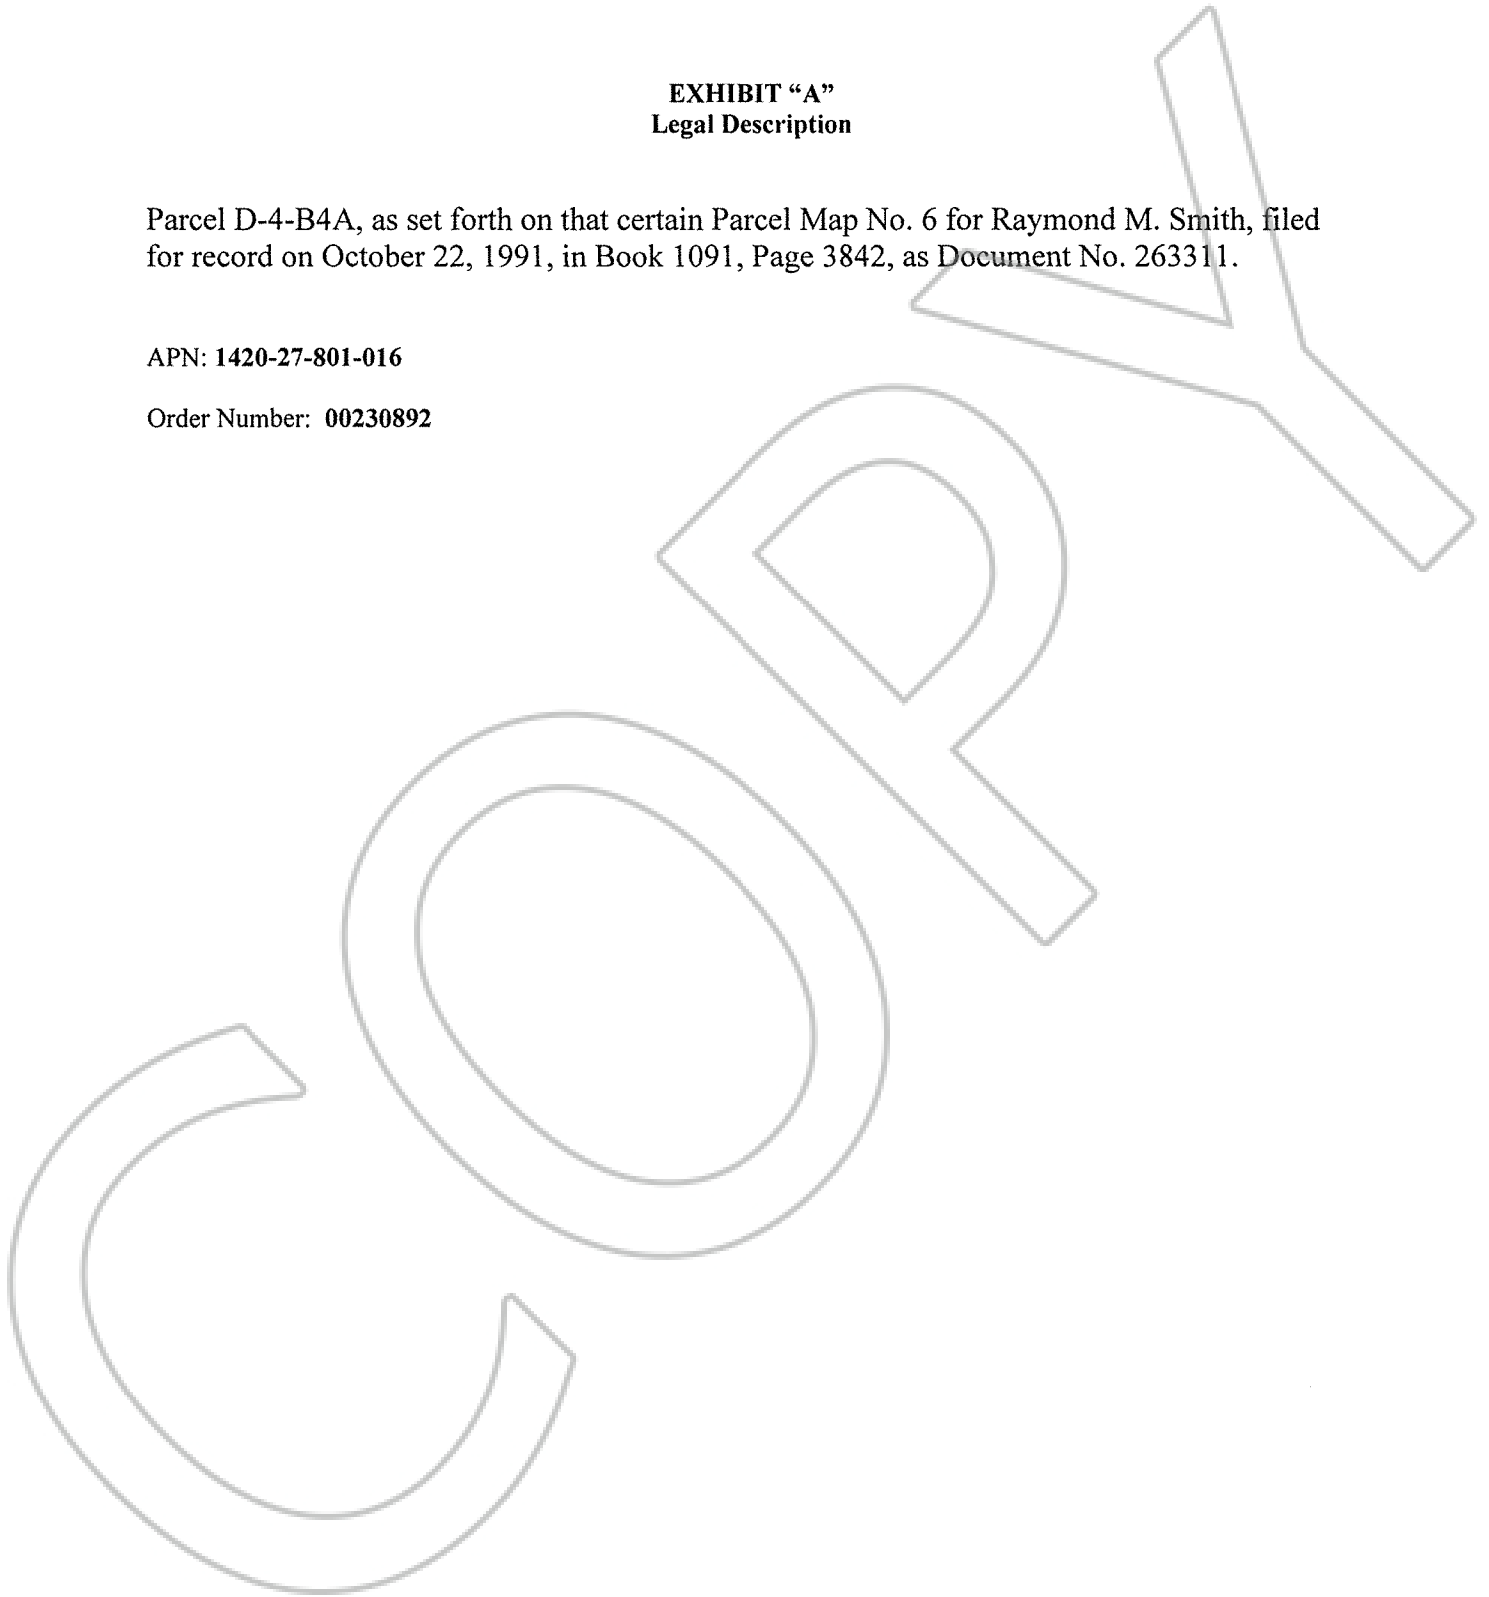 EXHIBIT “A”
Legal Description
Parcel D-4-B4A, as set forth on that certain Parcel Map No. 6 for Raymond M. Smith, filed
for record on October 22, 1991, in Book 1091, Page 3842, as Document No. 263311.
APN: 1420-27-801-016
Order Number: 00230892
COPY